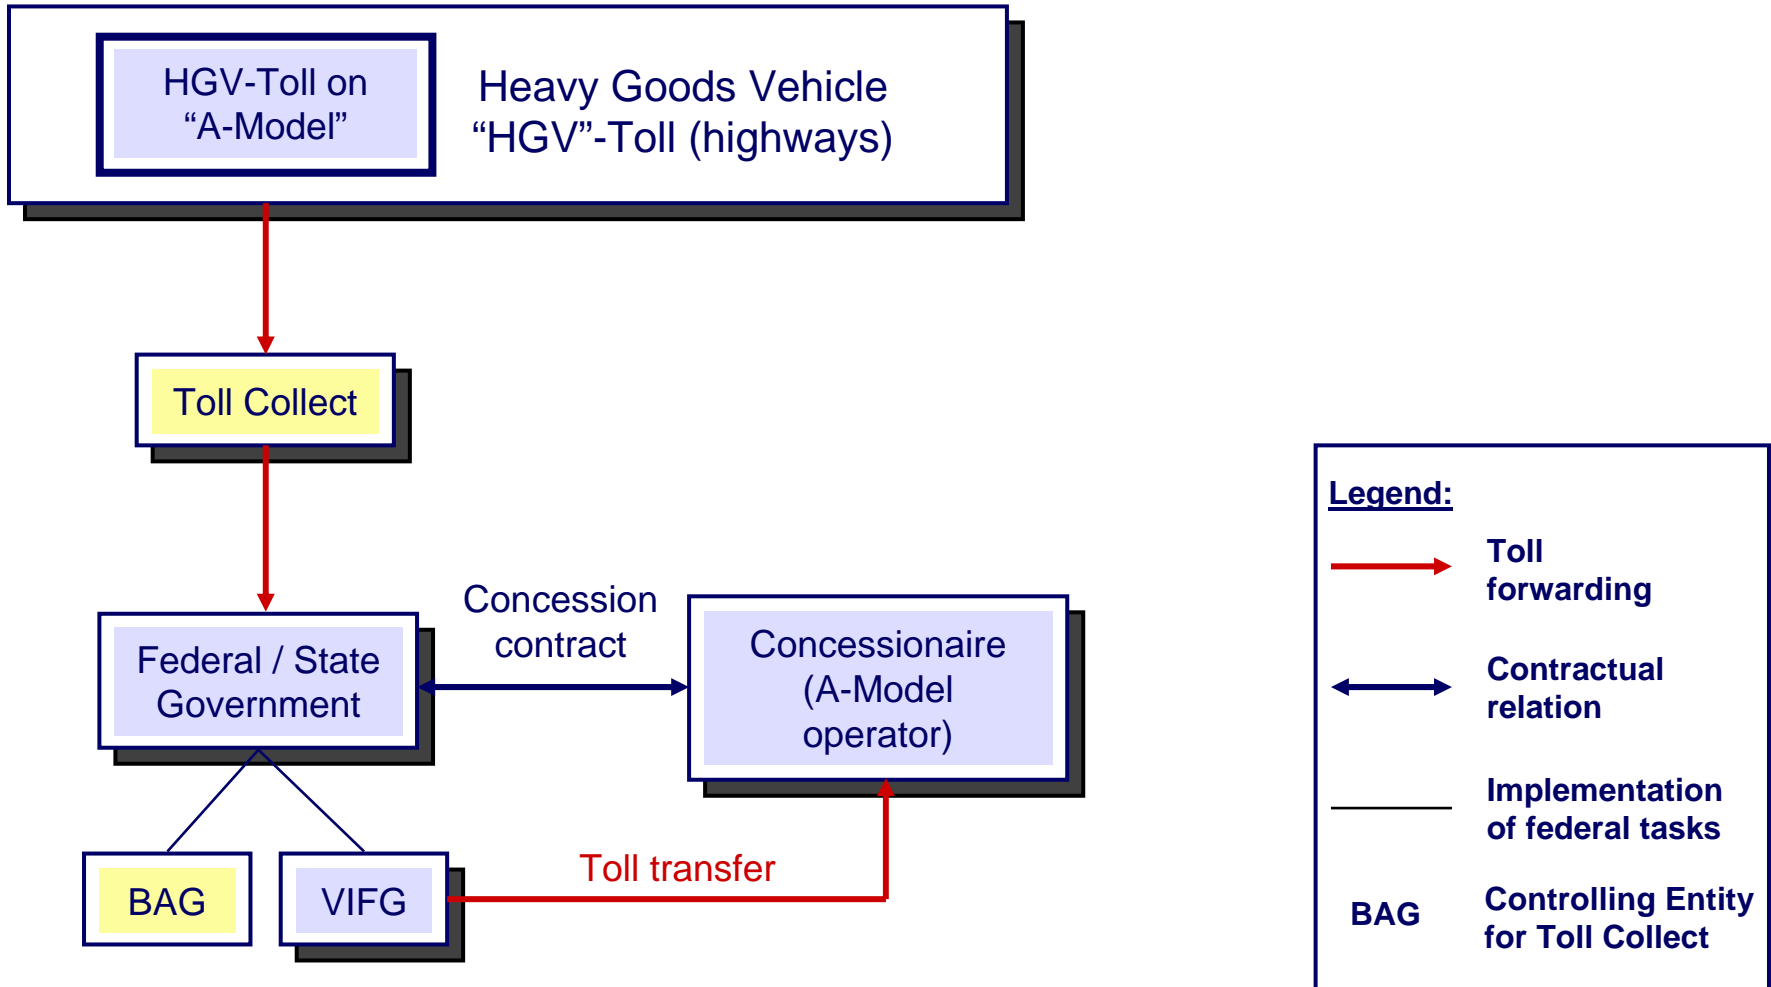 HGV-Toll on
“A-Model”
Heavy Goods Vehicle
“HGV”-Toll (highways)
Toll Collect
Federal / State
Government
Concession
contract
Concessionaire
(A-Model
operator)
BAG
VIFG
Toll transfer
Legend:
Toll
forwarding
Contractual
relation
Implementation
of federal tasks
BAG
Controlling Entity
for Toll Collect